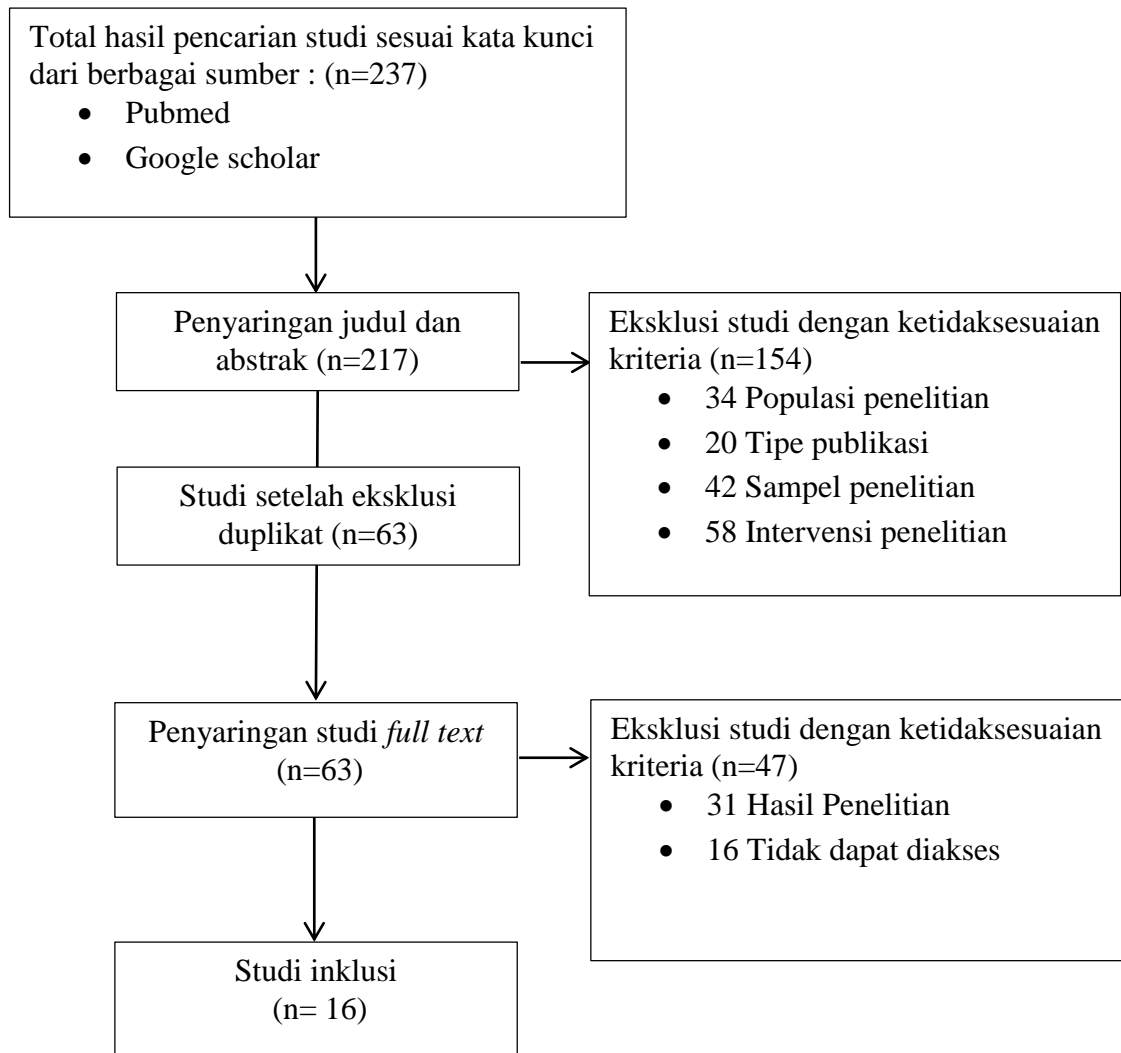 Total hasil pencarian studi sesuai kata kunci
dari berbagai sumber : (n=237)
• Pubmed
• Google scholar
Penyaringan judul dan
abstrak (n=217)
Eksklusi studi dengan ketidaksesuaian
kriteria (n=154)
• 34 Populasi penelitian
• 20 Tipe publikasi
• 42 Sampel penelitian
• 58 Intervensi penelitian
Studi setelah eksklusi
duplikat (n=63)
Penyaringan studi full text
(n=63)
Eksklusi studi dengan ketidaksesuaian
kriteria (n=47)
• 31 Hasil Penelitian
• 16 Tidak dapat diakses
Studi inklusi
(n= 16)